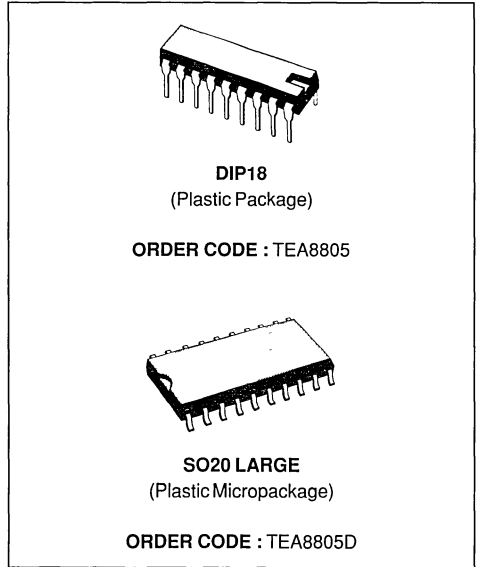 DIP18
(Plastic Package)
ORDER CODE : TEA8805
SO20 LARGE
(Plastic Micropackage)
ORDER CODE : TEA8805D